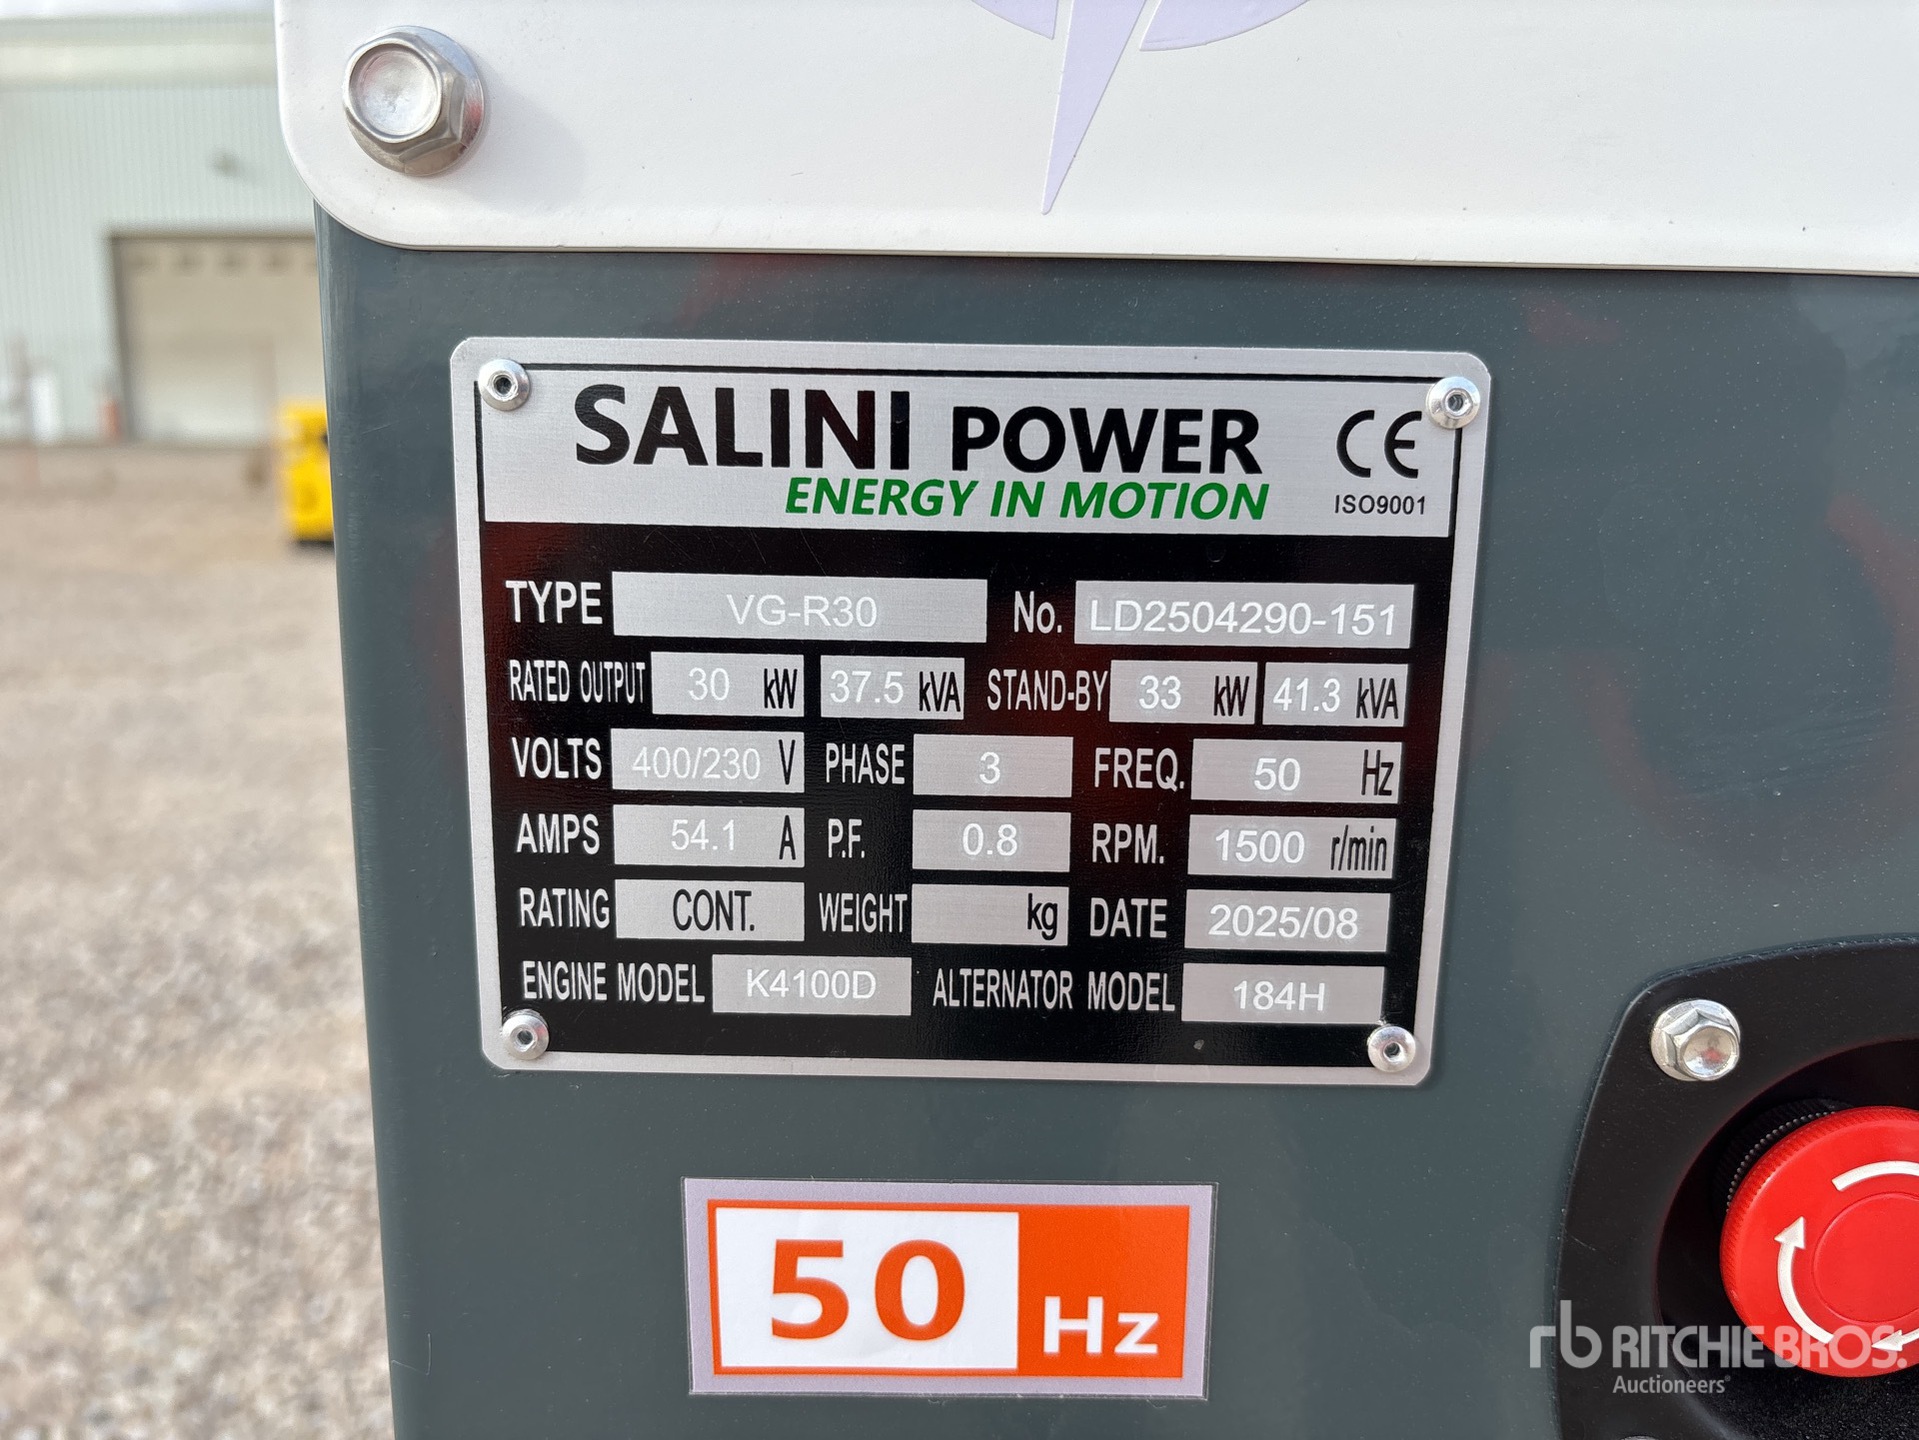 SALINI POWER CE
ENERGY IN MOTION ISO9001
TYPE VG-R30 No. LD2504290-151
RATED OUTPUT 30 kW 37.5 kVA STAND-BY 33 kW 41.3 kVA
VOLTS 400/230 V PHASE 3 FREQ. 50 Hz
AMPS 54.1 A P.F. 0.8 RPM. 1500 r/min
RATING CONT. WEIGHT kg DATE 2025/08
ENGINE MODEL K4100D ALTERNATOR MODEL 184H
50 Hz
rb RITCHIE BROS.
Auctioneers